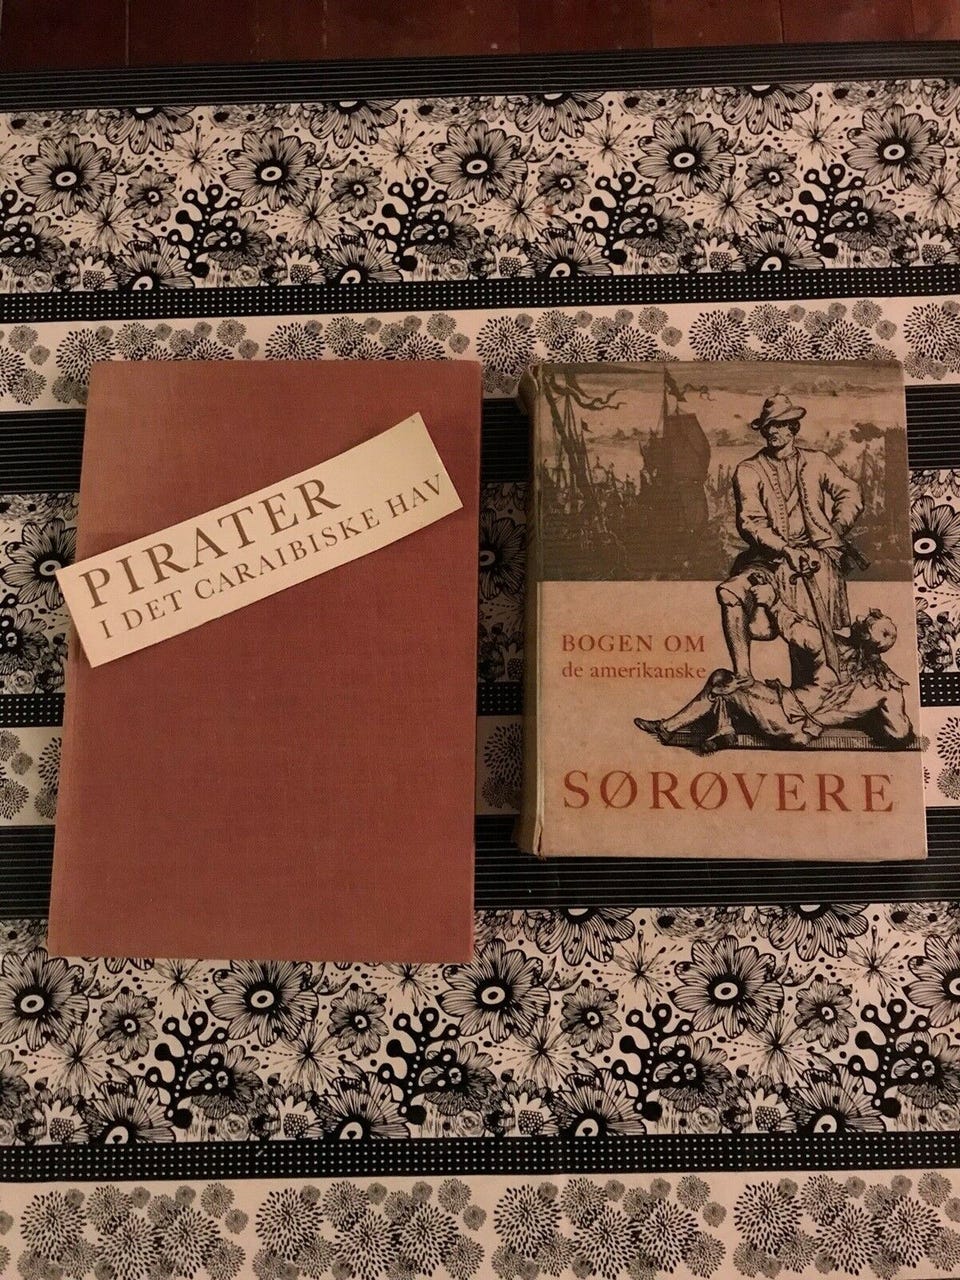 PIRATER
I DET CARAIBISKE HAV
BOGEN OM
de amerikanske
SØRØVERE